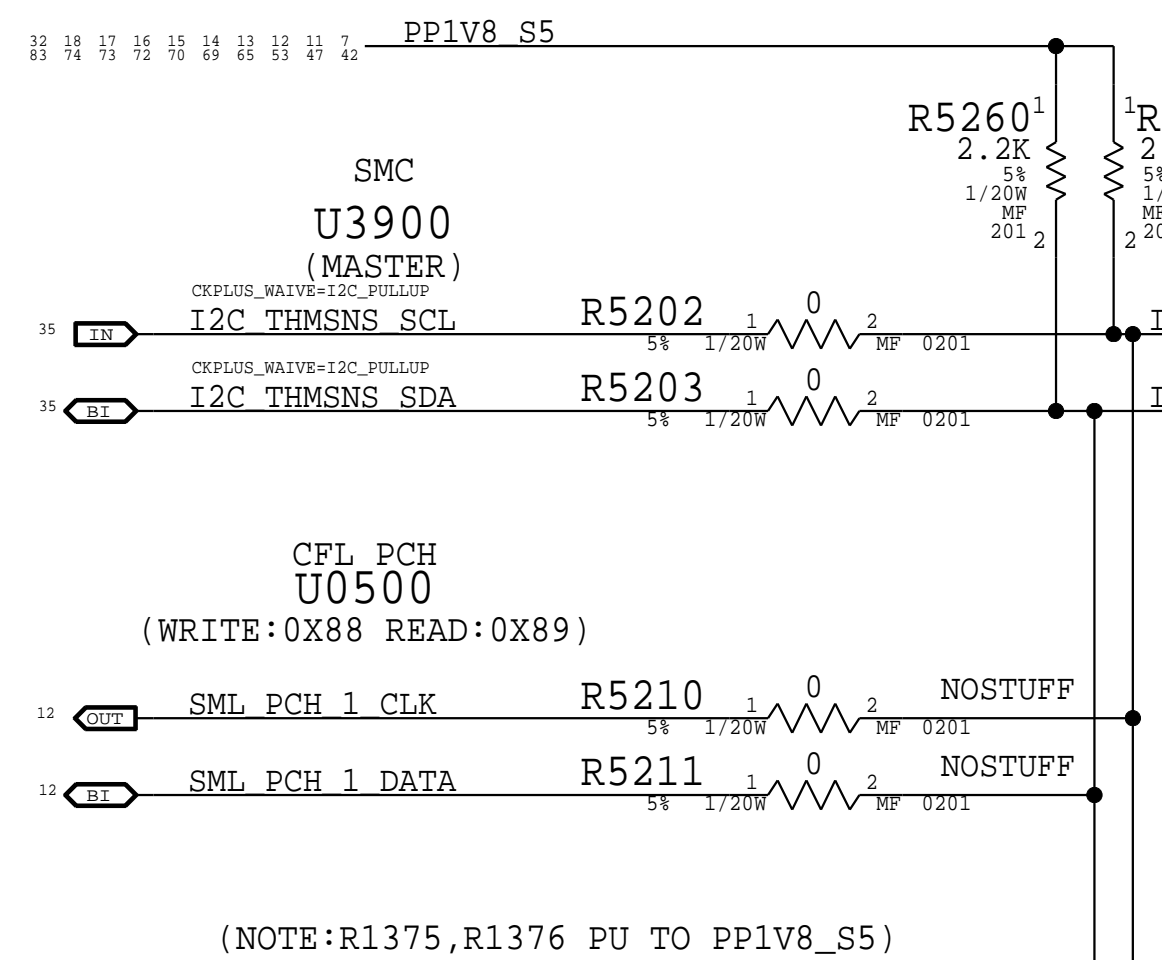 PP1V8_S5
32 18 17 16 15 14 13 12 11 7
83 74 73 72 70 69 65 53 47 42
R5260 1
2.2K
5%
1/20W
MF
201 2
1 R
2
5%
1/
MF
2 20
SMC
U3900
(MASTER)
CKPLUS_WAIVE=I2C_PULLUP
35 IN I2C_THMSNS_SCL R5202 1 0 2 I
5% 1/20W MF 0201
CKPLUS_WAIVE=I2C_PULLUP
35 BI I2C_THMSNS_SDA R5203 1 0 2 I
5% 1/20W MF 0201
CFL PCH
U0500
(WRITE:0X88 READ:0X89)
12 OUT SML_PCH_1_CLK R5210 1 0 2 NOSTUFF
5% 1/20W MF 0201
12 BI SML_PCH_1_DATA R5211 1 0 2 NOSTUFF
5% 1/20W MF 0201
(NOTE:R1375,R1376 PU TO PP1V8_S5)